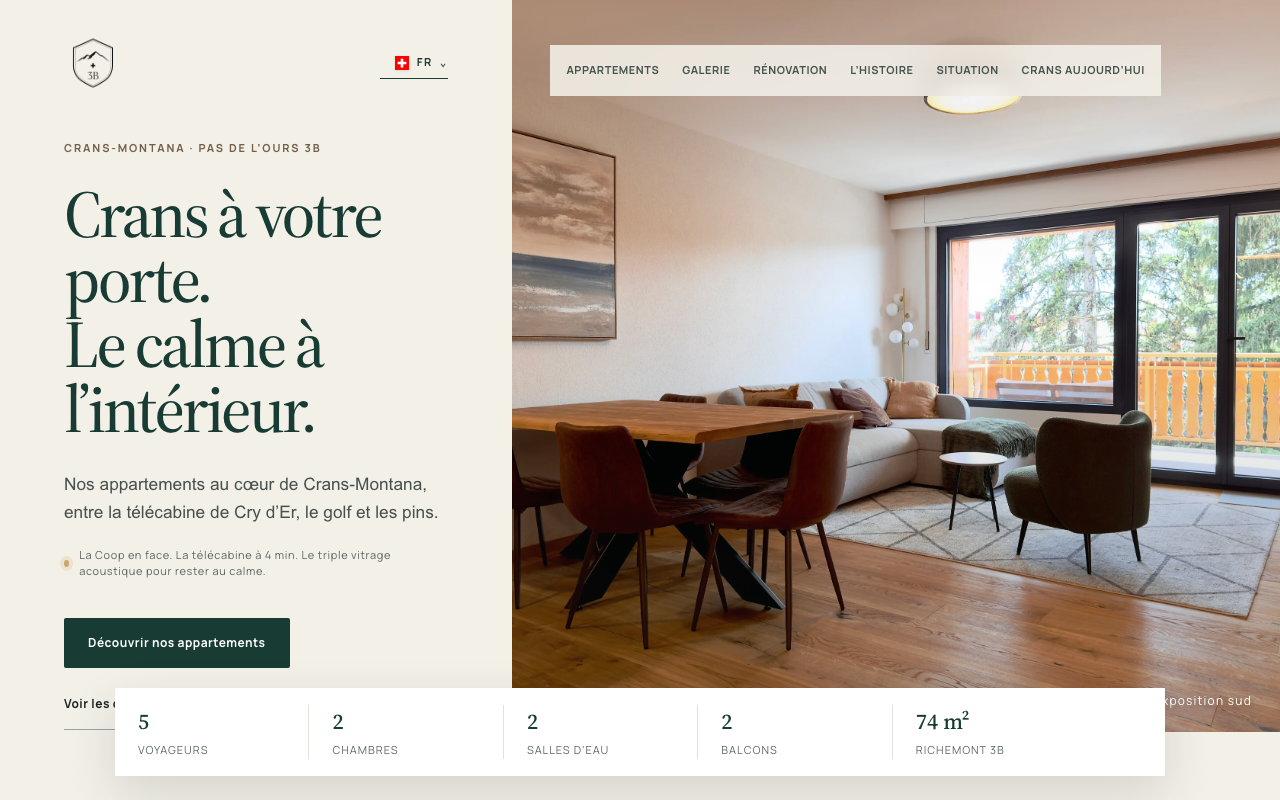 3B
FR
APPARTEMENTS GALERIE RÉNOVATION L'HISTOIRE SITUATION CRANS AUJOURD'HUI
CRANS-MONTANA · PAS DE L'OURS 3B
Crans à votre
porte.
Le calme à
l'intérieur.
Nos appartements au cœur de Crans-Montana,
entre la télécabine de Cry d'Er, le golf et les pins.
La Coop en face. La télécabine à 4 min. Le triple vitrage
acoustique pour rester au calme.
Découvrir nos appartements
Voir les
xposition sud
5
VOYAGEURS
2
CHAMBRES
2
SALLES D'EAU
2
BALCONS
74 m²
RICHEMONT 3B